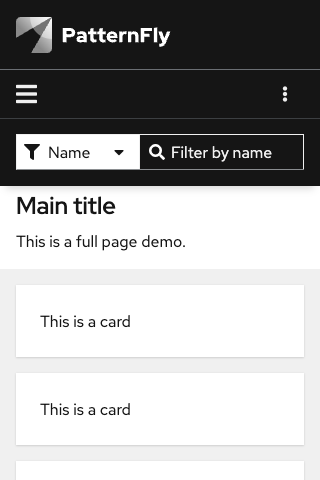 PatternFly
Name
Filter by name
Main title
This is a full page demo.
This is a card
This is a card